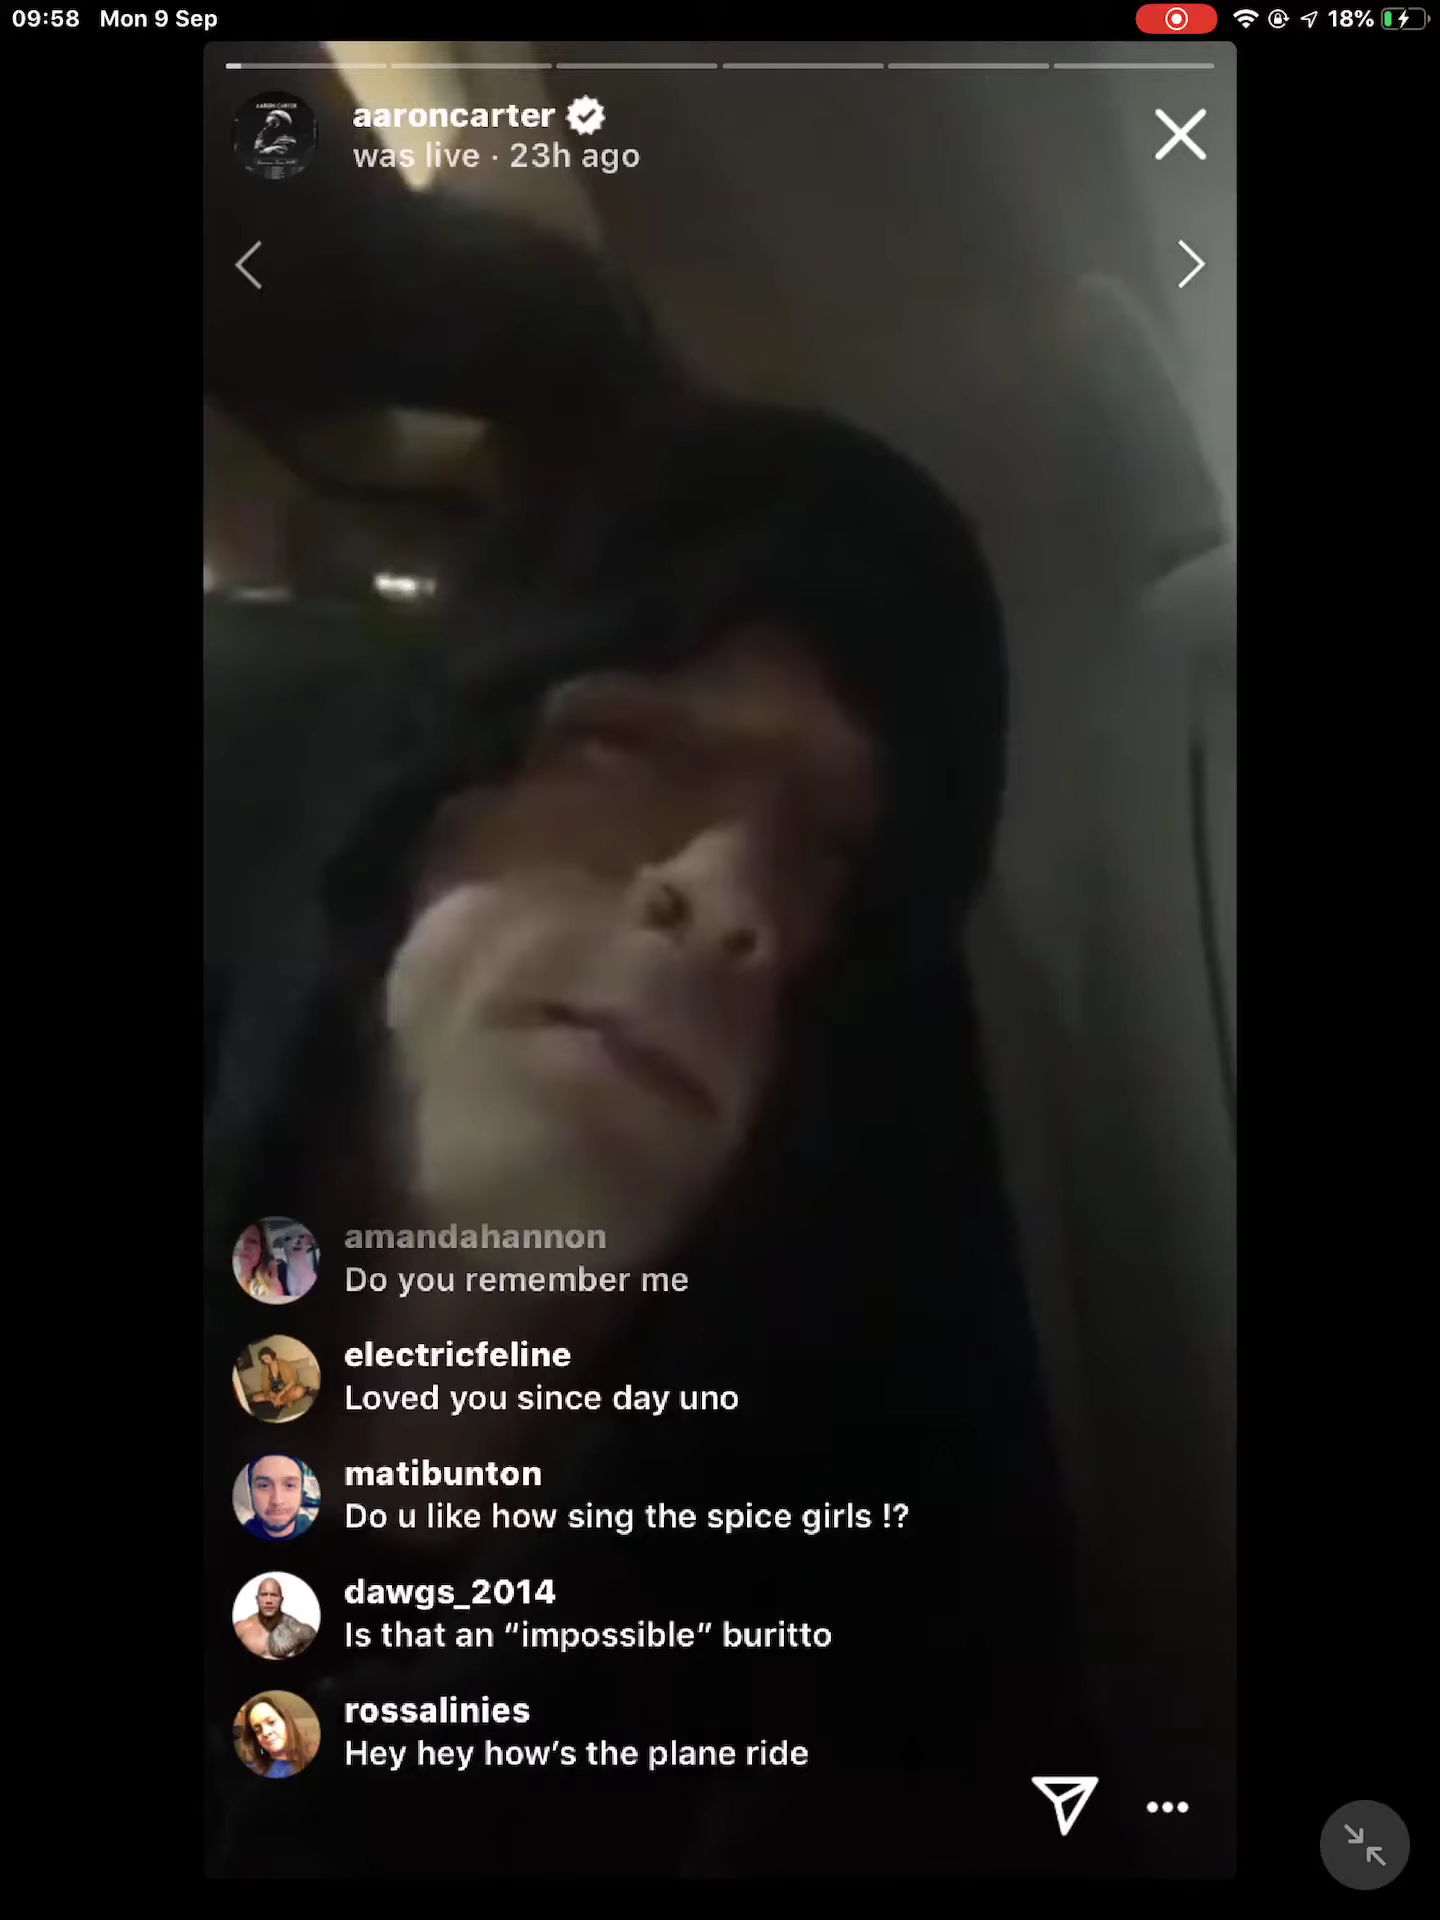 09:58 Mon 9 Sep
18%
aaroncarter
was live · 23h ago
AARON CARTER
amandahannon
Do you remember me
electricfeline
Loved you since day uno
matibunton
Do u like how sing the spice girls !?
dawgs_2014
Is that an “impossible” buritto
rossalinies
Hey hey how’s the plane ride